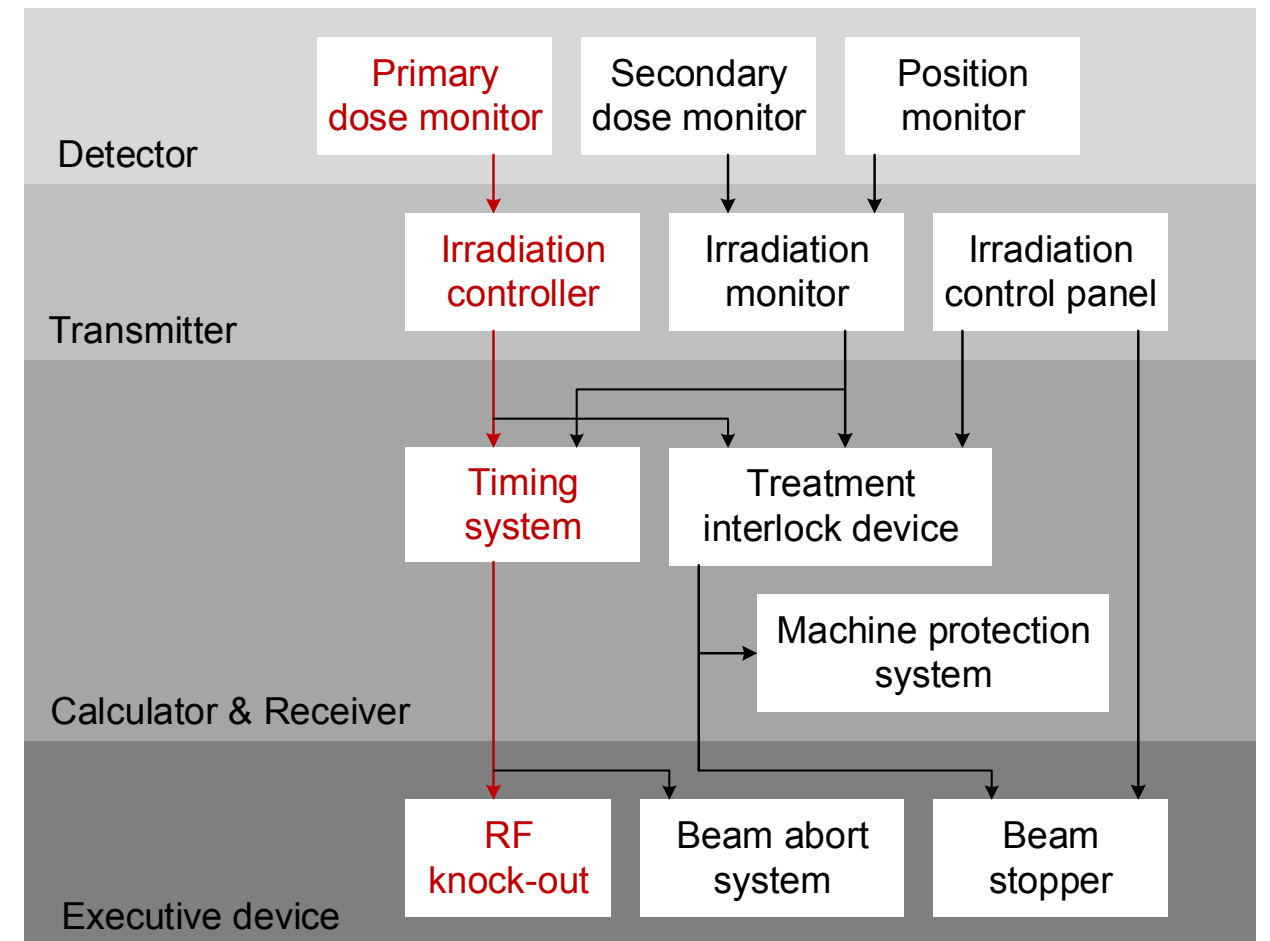 Primary
dose monitor
Secondary
dose monitor
Position
monitor
Detector
Irradiation
controller
Irradiation
monitor
Irradiation
control panel
Transmitter
Timing
system
Treatment
interlock device
Machine protection
system
Calculator & Receiver
RF
knock-out
Beam abort
system
Beam
stopper
Executive device